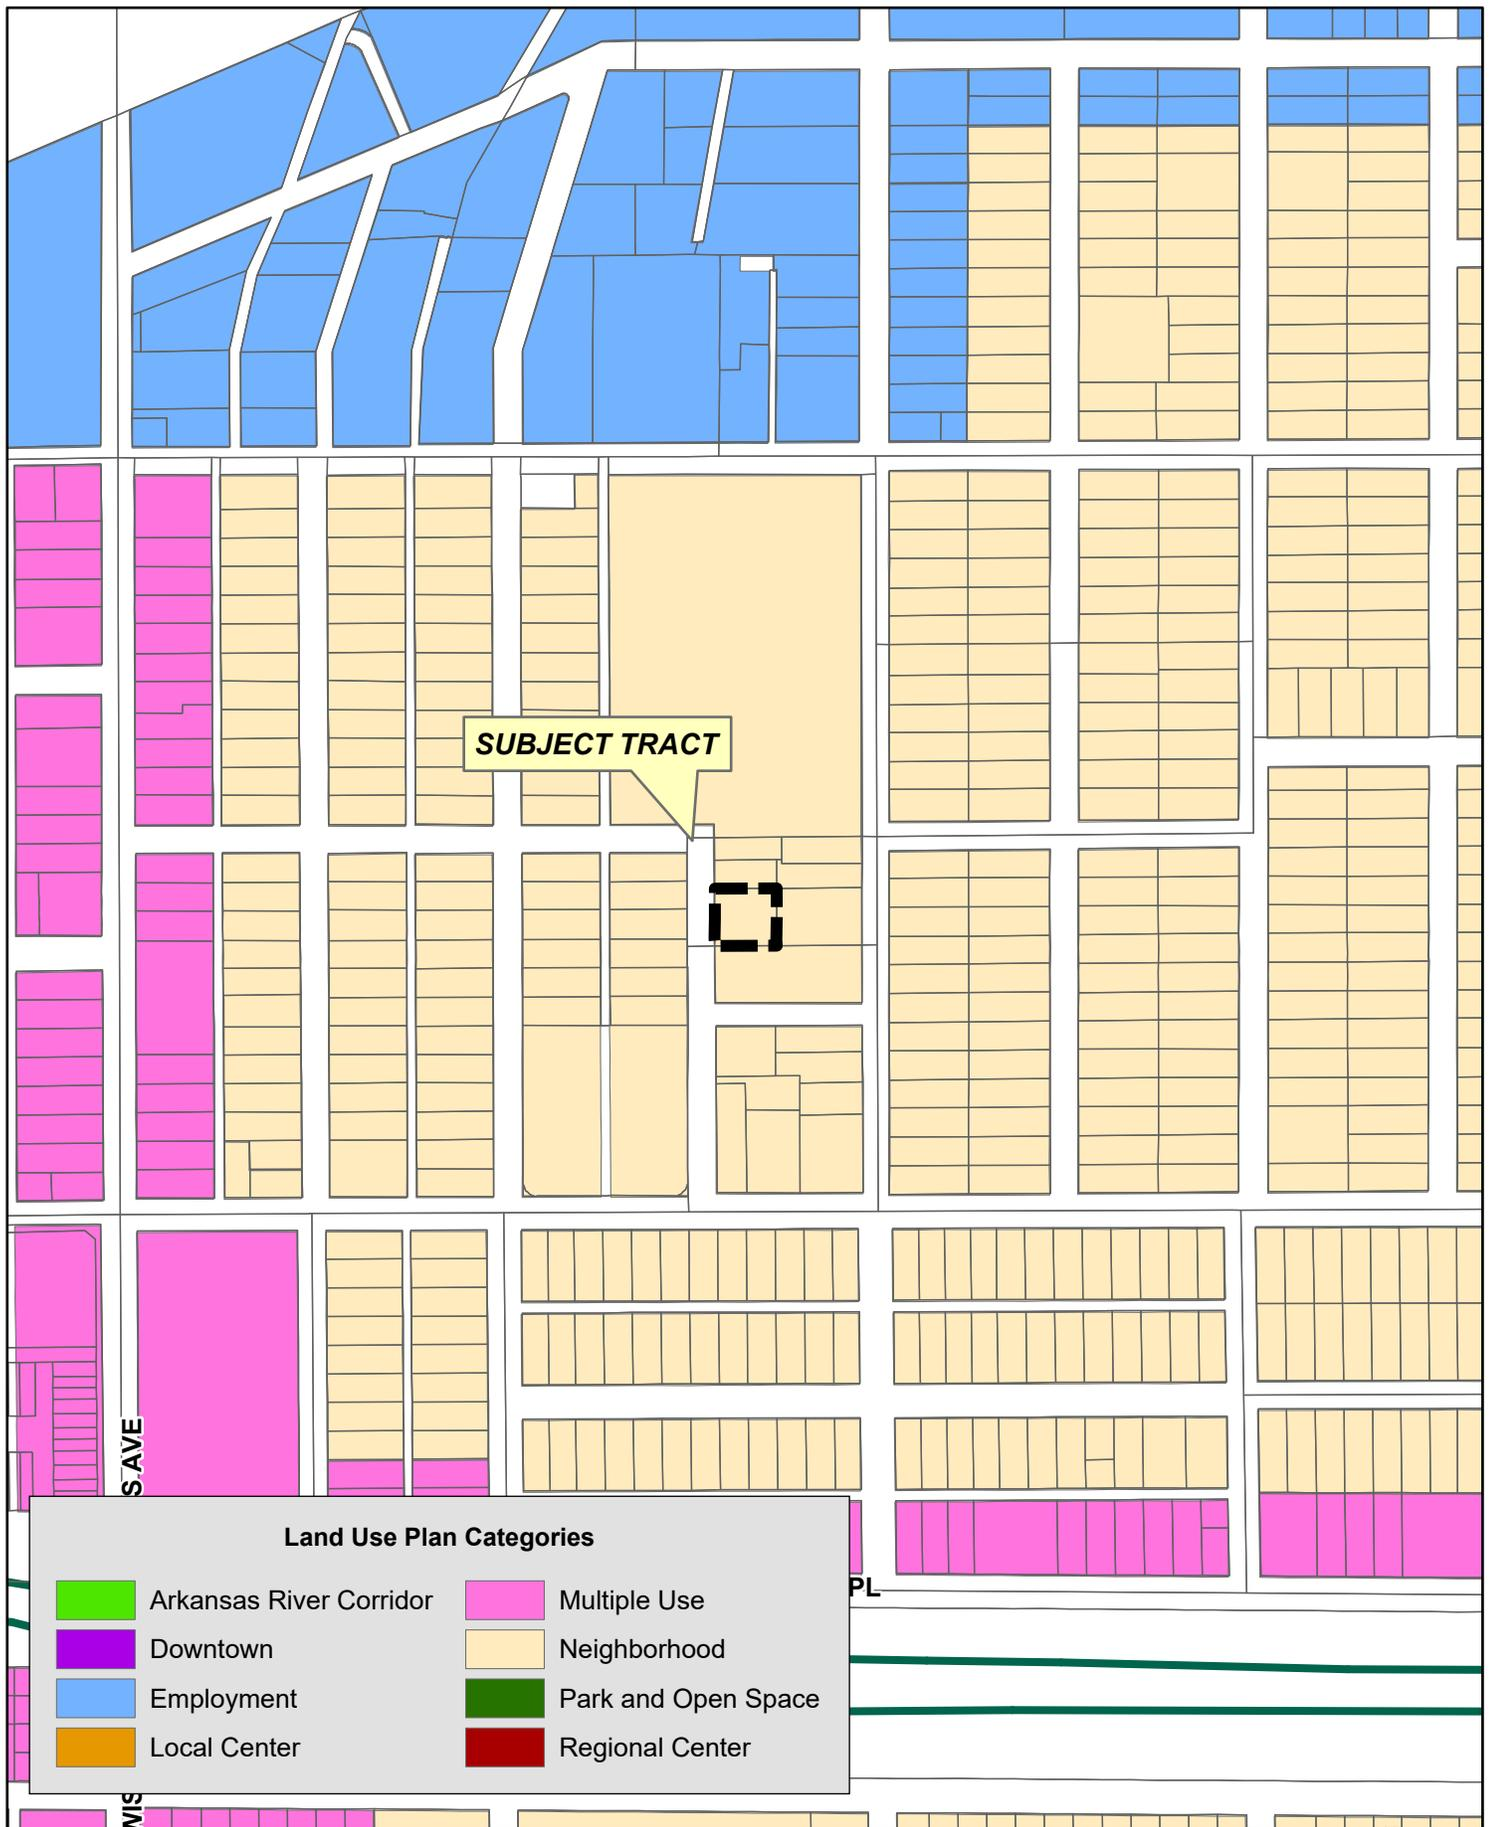 SUBJECT TRACT
S AVE
Land Use Plan Categories
Arkansas River Corridor
Multiple Use
PL
Downtown
Neighborhood
Employment
Park and Open Space
Local Center
Regional Center
WIS